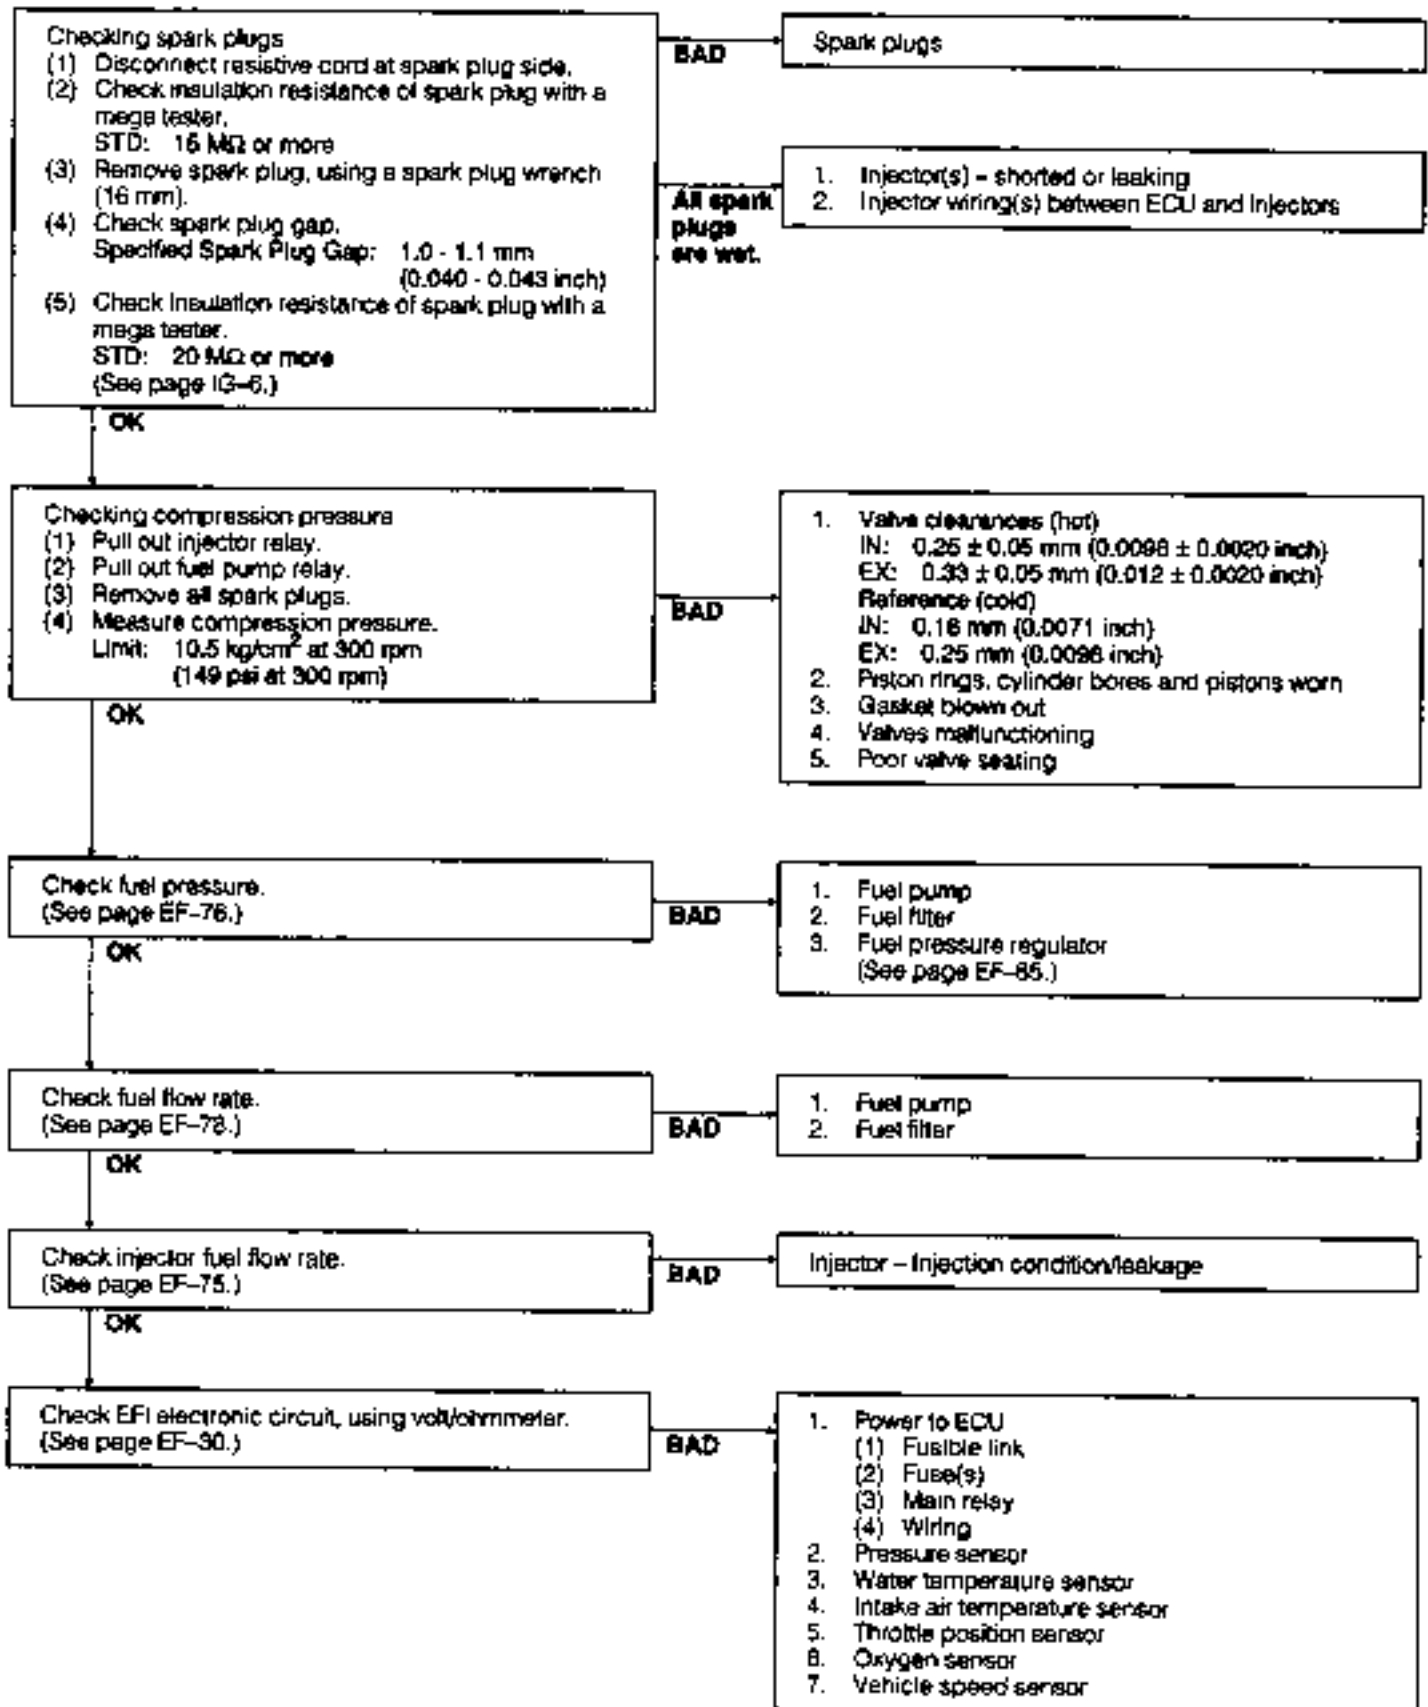 Checking spark plugs
(1) Disconnect resistive cord at spark plug side.
(2) Check insulation resistance of spark plug with a
mega tester.
STD: 15 MΩ or more
(3) Remove spark plug, using a spark plug wrench
(16 mm).
(4) Check spark plug gap.
Specified Spark Plug Gap: 1.0 - 1.1 mm
(0.040 - 0.043 inch)
(5) Check insulation resistance of spark plug with a
mega tester.
STD: 20 MΩ or more
(See page IG–6.)
BAD
Spark plugs
All spark
plugs
are wet.
1. Injector(s) – shorted or leaking
2. Injector wiring(s) between ECU and Injectors
OK
Checking compression pressure
(1) Pull out injector relay.
(2) Pull out fuel pump relay.
(3) Remove all spark plugs.
(4) Measure compression pressure.
Limit: 10.5 kg/cm² at 300 rpm
(149 psi at 300 rpm)
BAD
1. Valve clearances (hot)
IN: 0.25 ± 0.05 mm (0.0098 ± 0.0020 inch)
EX: 0.33 ± 0.05 mm (0.012 ± 0.0020 inch)
Reference (cold)
IN: mm (0.0071 inch)
EX: 0.25 mm (0.0098 inch)
2. Piston rings, cylinder bores and pistons worn
3. Gasket blown out
4. Valves malfunctioning
5. Poor valve seating
OK
Check fuel pressure.
(See page EF–76.)
BAD
1. Fuel pump
2. Fuel filter
3. Fuel pressure regulator
(See page)
OK
Check fuel flow rate.
(See page EF–78.)
BAD
1. Fuel pump
2. Fuel filter
OK
Check injector fuel flow rate.
(See page EF–75.)
BAD
Injector – Injection condition/leakage
OK
Check EFI electronic circuit, using volt/ohmmeter.
(See page EF–30.)
BAD
1. Power to ECU
(1) Fusible link
(2) Fuse(s)
(3) Main relay
(4) Wiring
2. Pressure sensor
3. Water temperature sensor
4. Intake air temperature sensor
5. Throttle position sensor
6. Oxygen sensor
7. Vehicle speed sensor